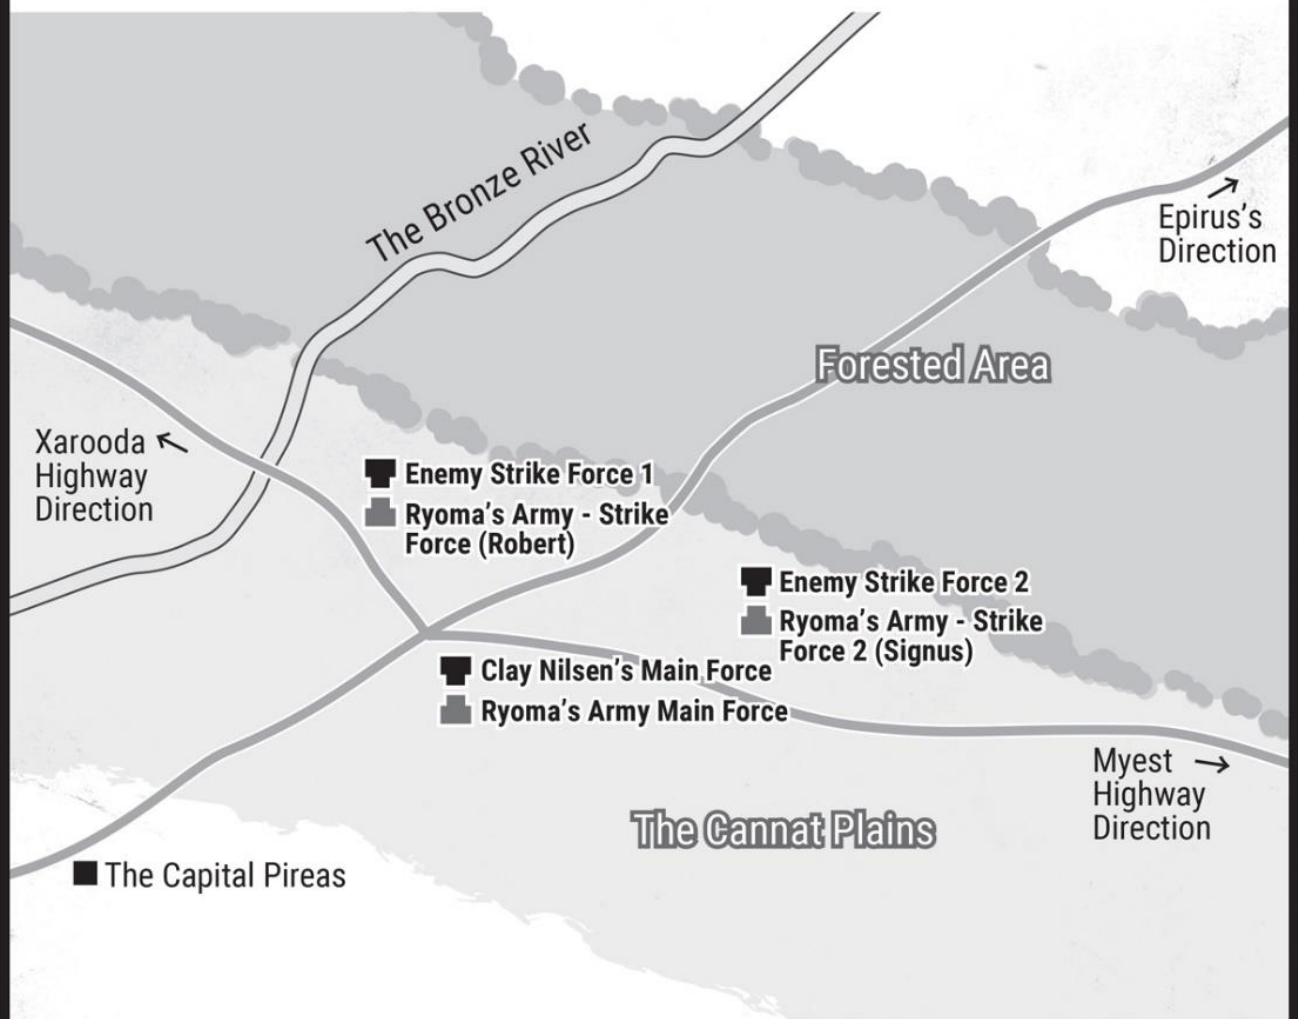 The Bronze River
Epirus's
Direction
Forested Area
Xarooda
Highway
Direction
Enemy Strike Force 1
Ryoma's Army - Strike
Force (Robert)
Enemy Strike Force 2
Ryoma's Army - Strike
Force 2 (Signus)
Clay Nilsen's Main Force
Ryoma's Army Main Force
Myest
Highway
Direction
The Cannat Plains
The Capital Pireas